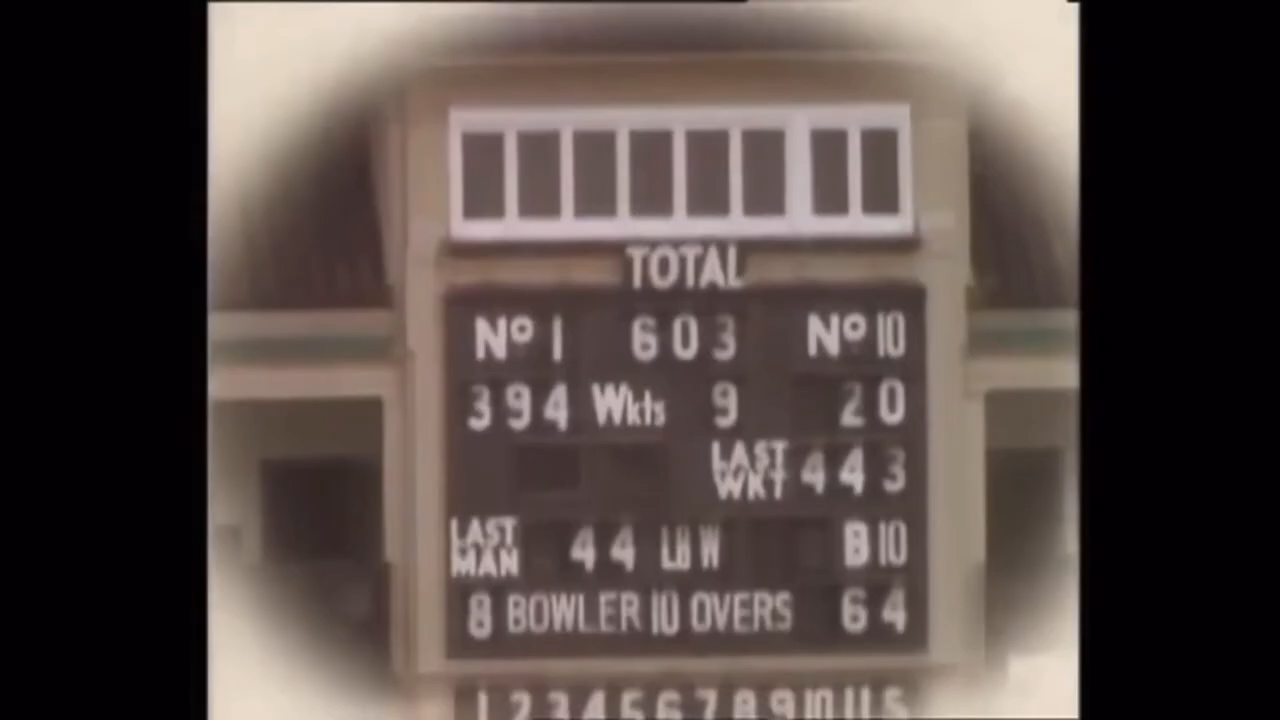 TOTAL
Nº 1 603 Nº 10
394 Wkts 9 20
LAST WKT 443
LAST MAN 44 LBW B 10
8 BOWLER 10 OVERS 64
1 2 3 4 5 6 7 8 9 10 11 S